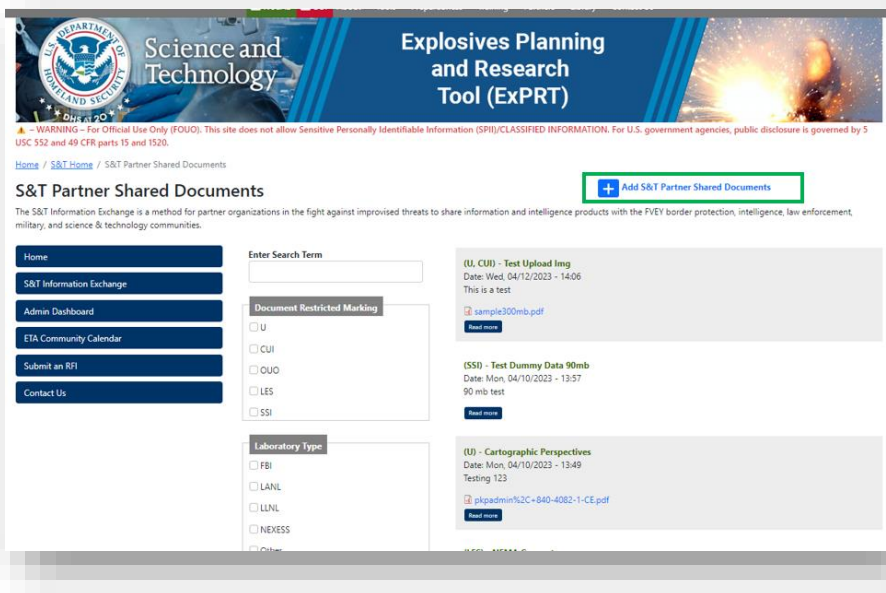 Science and
Technology
Explosives Planning
and Research
Tool (ExPRT)
U.S. DEPARTMENT OF
HOMELAND SECURITY
DHS AT 20
– WARNING – For Official Use Only (FOUO). This site does not allow Sensitive Personally Identifiable Information (SPII)/CLASSIFIED INFORMATION. For U.S. government agencies, public disclosure is governed by 5
USC 552 and 49 CFR parts 15 and 1520.
Home / S&T Home / S&T Partner Shared Documents
S&T Partner Shared Documents
+ Add S&T Partner Shared Documents
The S&T Information Exchange is a method for partner organizations in the fight against improvised threats to share information and intelligence products with the FVEY border protection, intelligence, law enforcement,
military, and science & technology communities.
Home
S&T Information Exchange
Admin Dashboard
ETA Community Calendar
Submit an RFI
Contact Us
Enter Search Term
Document Restricted Marking
U
CUI
OUO
LES
SSI
Laboratory Type
FBI
LANL
LLNL
NEXESS
(U, CUI) - Test Upload Img
Date: Wed, 04/12/2023 - 14:06
This is a test
sample300mb.pdf
Read more
(SSI) - Test Dummy Data 90mb
Date: Mon, 04/10/2023 - 13:57
90 mb test
Read more
(U) - Cartographic Perspectives
Date: Mon, 04/10/2023 - 13:49
Testing 123
pkpadmin%2C+840-4082-1-CE.pdf
Read more